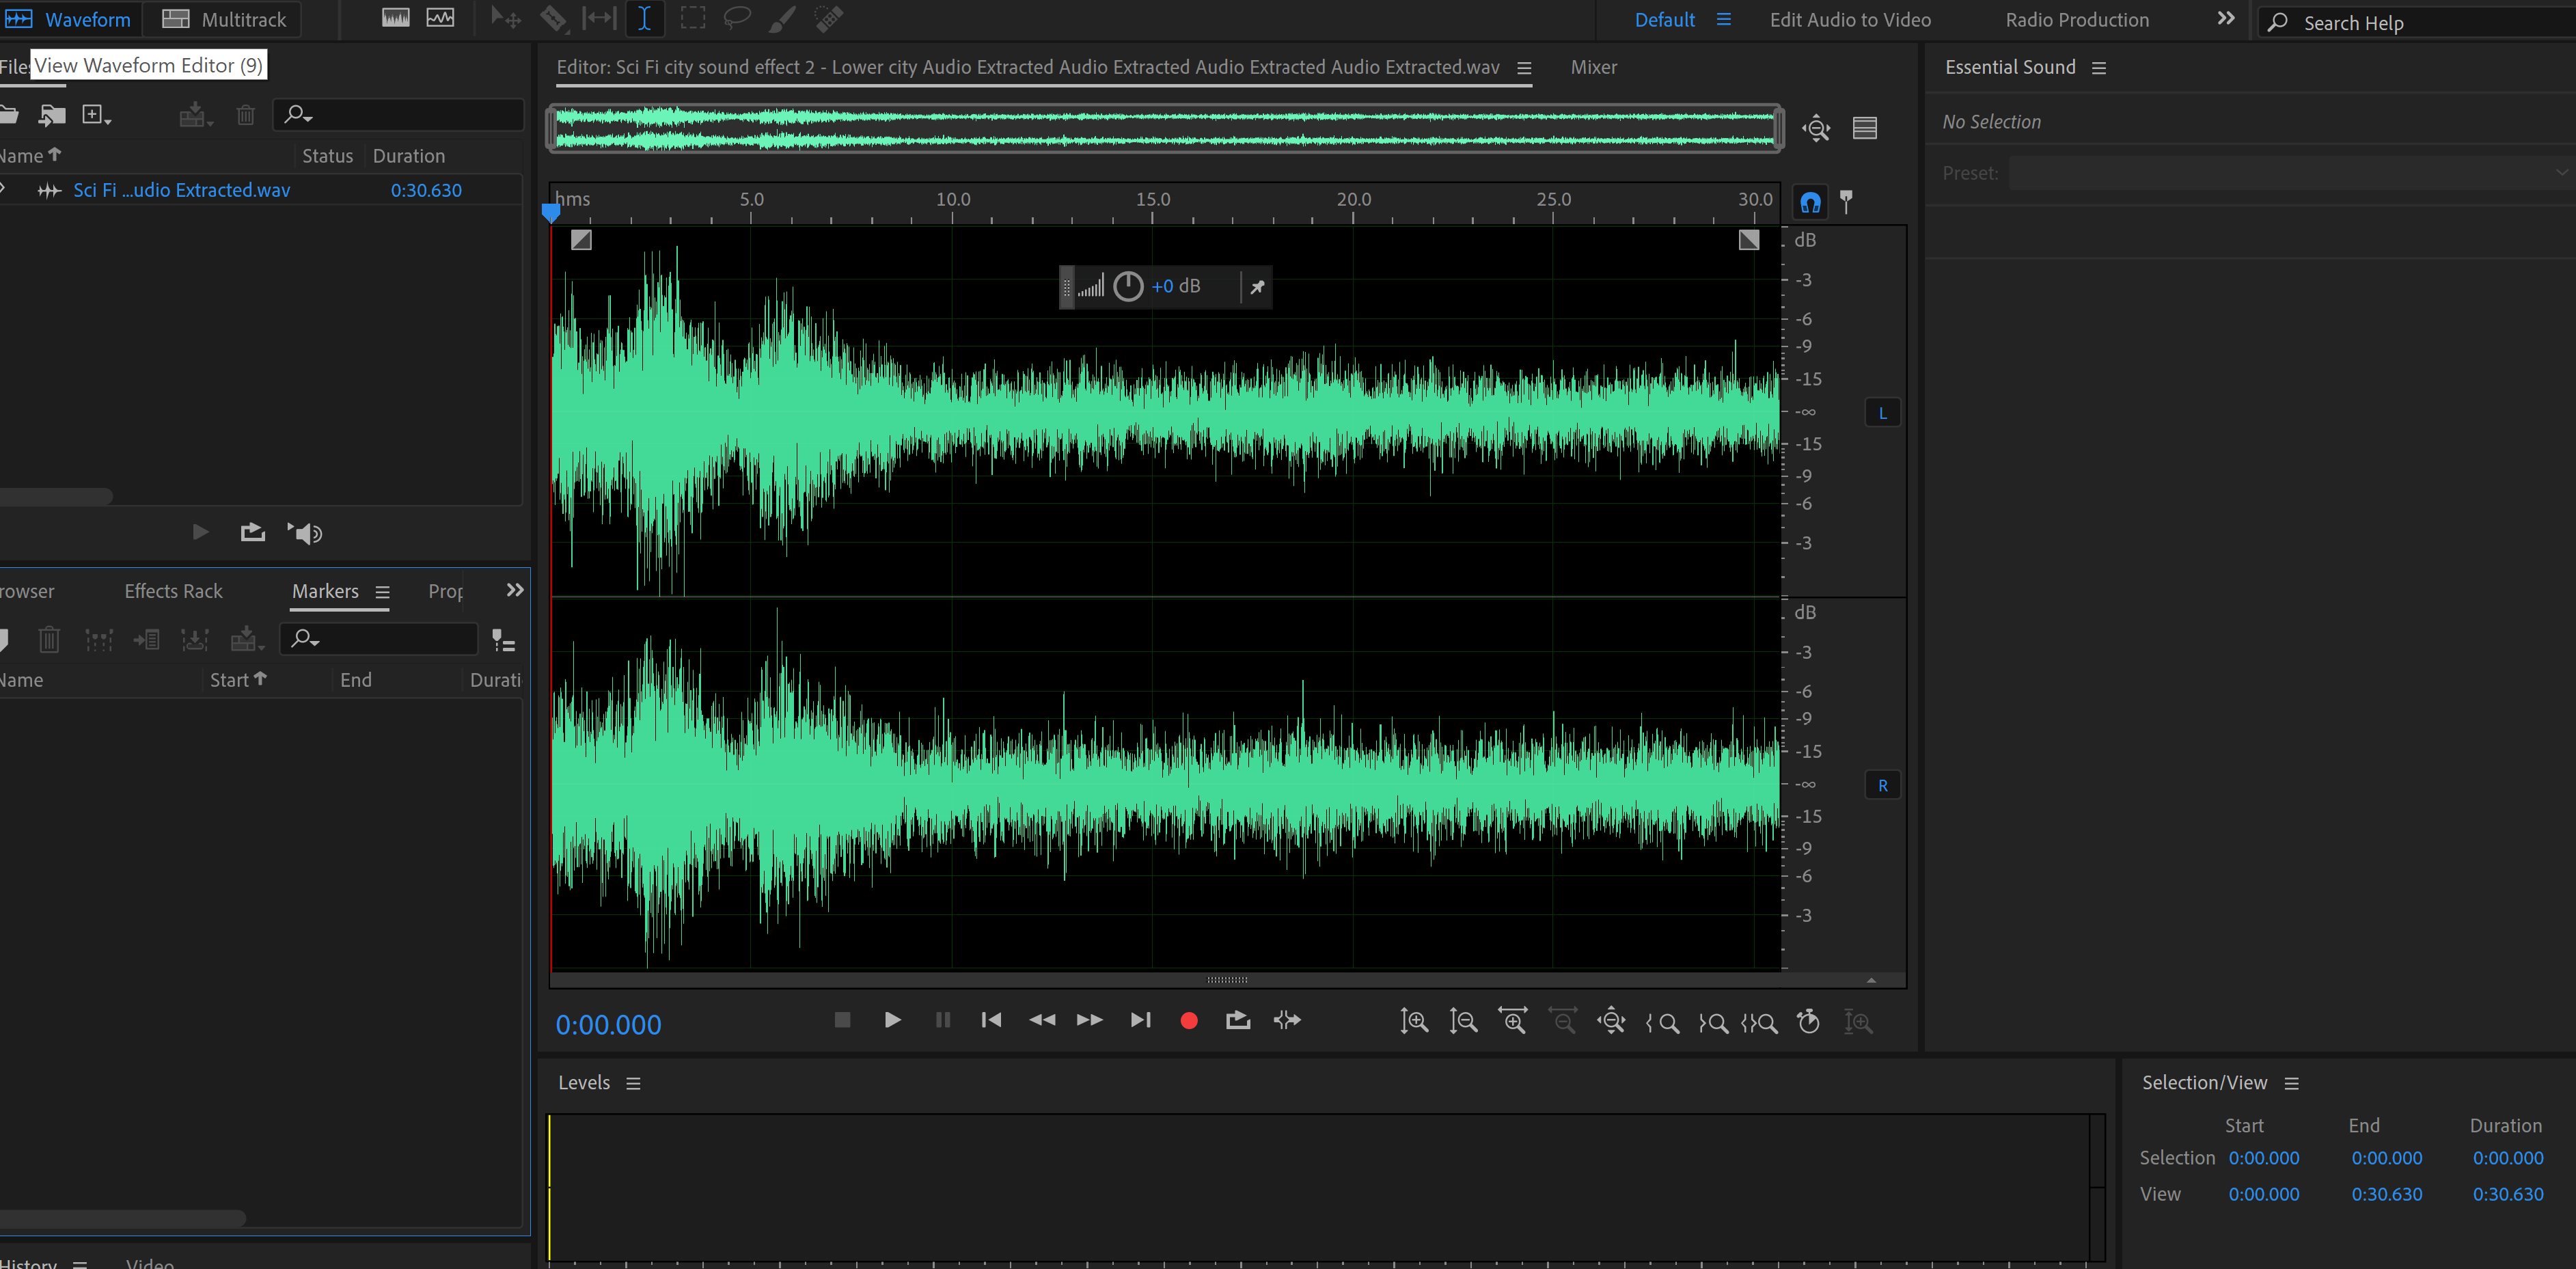 Waveform
Multitrack
Default
Edit Audio to Video
Radio Production
Search Help
Files
View Waveform Editor (9)
Editor: Sci Fi city sound effect 2 - Lower city Audio Extracted Audio Extracted Audio Extracted Audio Extracted.wav
Mixer
Essential Sound
No Selection
Preset:
Name
Status
Duration
Sci Fi ...udio Extracted.wav
0:30.630
hms
5.0
10.0
15.0
20.0
25.0
30.0
+0 dB
dB
-3
-6
-9
-15
-∞
-15
-9
-6
-3
L
dB
-3
-6
-9
-15
-∞
-15
-9
-6
-3
R
rowser
Effects Rack
Markers
Prop
Name
Start
End
Durati
0:00.000
Levels
Selection/View
Start
End
Duration
Selection
0:00.000
0:00.000
0:00.000
View
0:00.000
0:30.630
0:30.630
History
Video